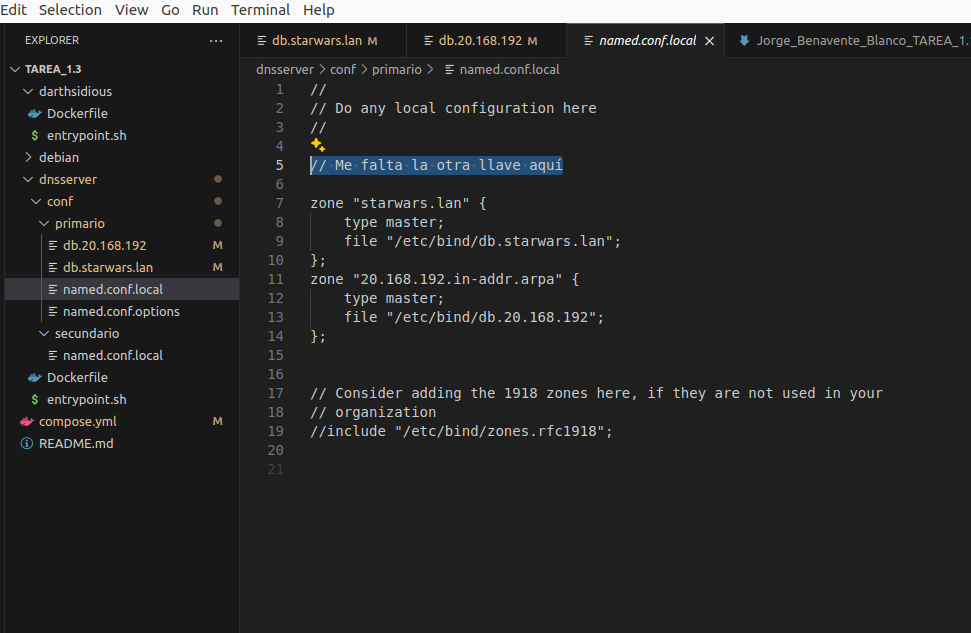 Edit Selection View Go Run Terminal Help
EXPLORER ...
db.starwars.lan M
db.20.168.192 M
named.conf.local
Jorge_Benavente_Blanco_TAREA_1.
TAREA_1.3
darthsidious
Dockerfile
$ entrypoint.sh
debian
dnsserver
conf
primario
db.20.168.192 M
db.starwars.lan M
named.conf.local
named.conf.options
secundario
named.conf.local
Dockerfile
$ entrypoint.sh
compose.yml M
README.md
dnsserver > conf > primario > named.conf.local
1 //
2 // Do any local configuration here
3 //
4
5 // Me falta la otra llave aquí
6
7 zone "starwars.lan" {
8 type master;
9 file "/etc/bind/db.starwars.lan";
10 };
11 zone "20.168.192.in-addr.arpa" {
12 type master;
13 file "/etc/bind/db.20.168.192";
14 };
15
16
17 // Consider adding the 1918 zones here, if they are not used in your
18 // organization
19 //include "/etc/bind/zones.rfc1918";
20
21